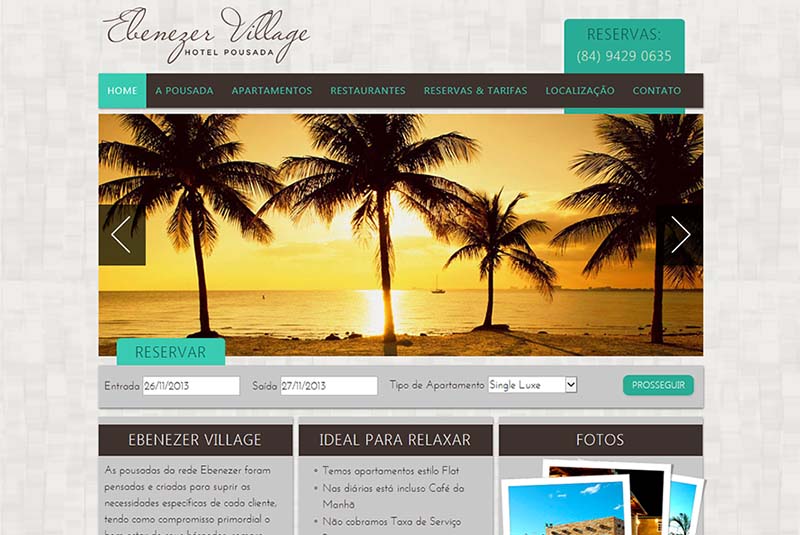 Ebenezer Village
HOTEL POUSADA
RESERVAS:
(84) 9429 0635
HOME A POUSADA APARTAMENTOS RESTAURANTES RESERVAS & TARIFAS LOCALIZAÇÃO CONTATO
RESERVAR
Entrada 26/11/2013 Saída 27/11/2013 Tipo de Apartamento Single Luxe PROSSEGUIR
EBENEZER VILLAGE
As pousadas da rede Ebenezer foram
pensadas e criadas para suprir as
necessidades específicas de cada cliente,
tendo como compromisso primordial o
IDEAL PARA RELAXAR
Temos apartamentos estilo Flat
Nas diárias está incluso Café da
Manhã
Não cobramos Taxa de Serviço
FOTOS